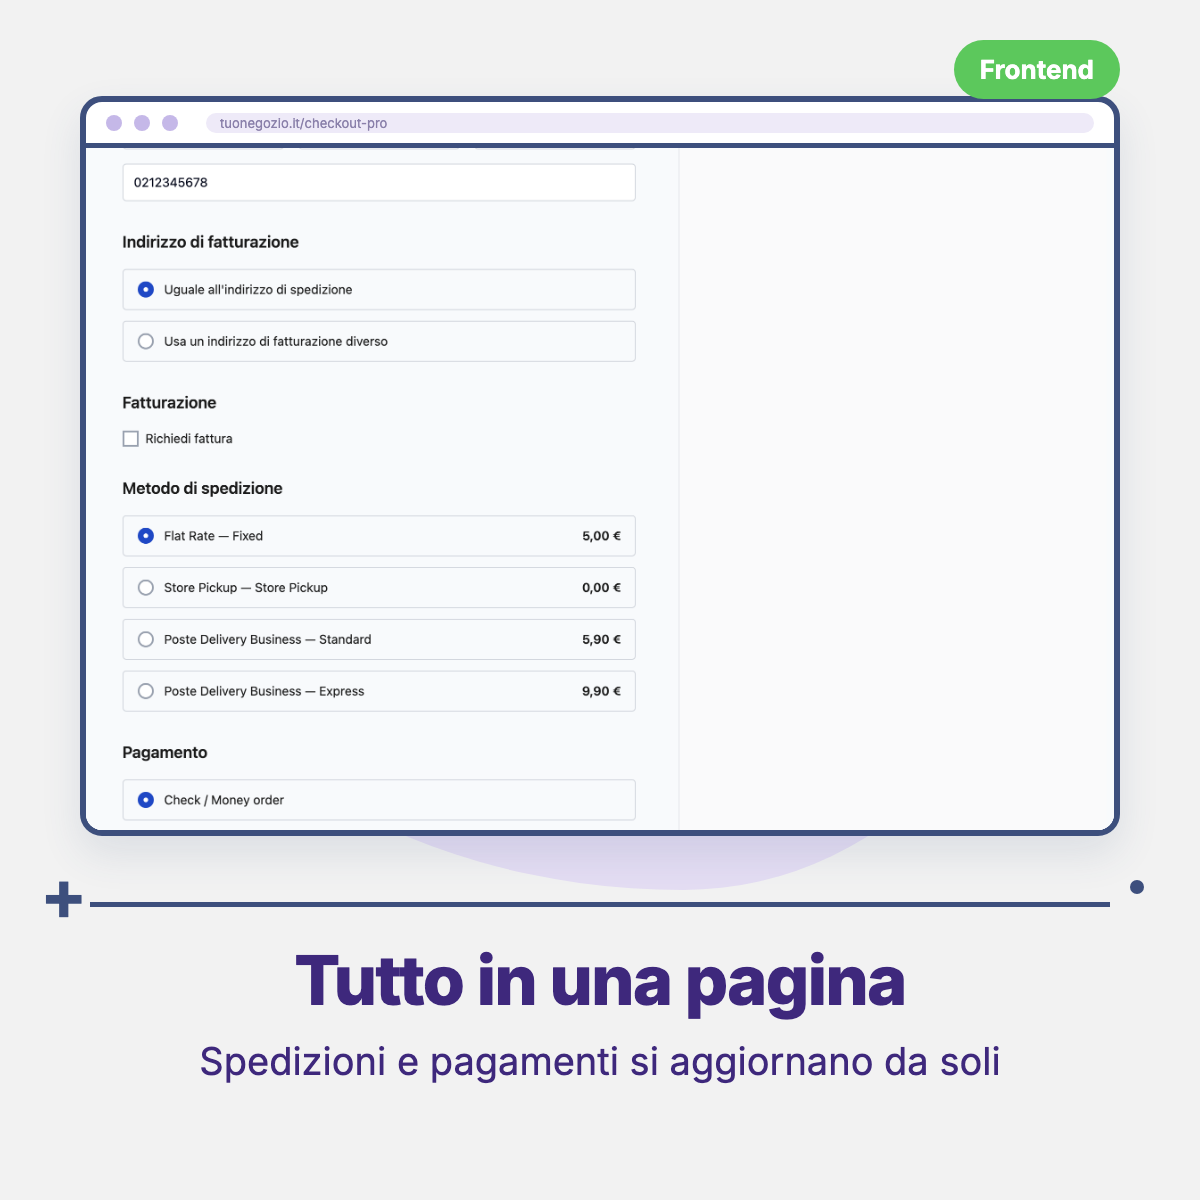 Frontend
tuonegozio.it/checkout-pro
0212345678
Indirizzo di fatturazione
Uguale all'indirizzo di spedizione
Usa un indirizzo di fatturazione diverso
Fatturazione
Richiedi fattura
Metodo di spedizione
Flat Rate — Fixed 5,00 €
Store Pickup — Store Pickup 0,00 €
Poste Delivery Business — Standard 5,90 €
Poste Delivery Business — Express 9,90 €
Pagamento
Check / Money order
Tutto in una pagina
Spedizioni e pagamenti si aggiornano da soli